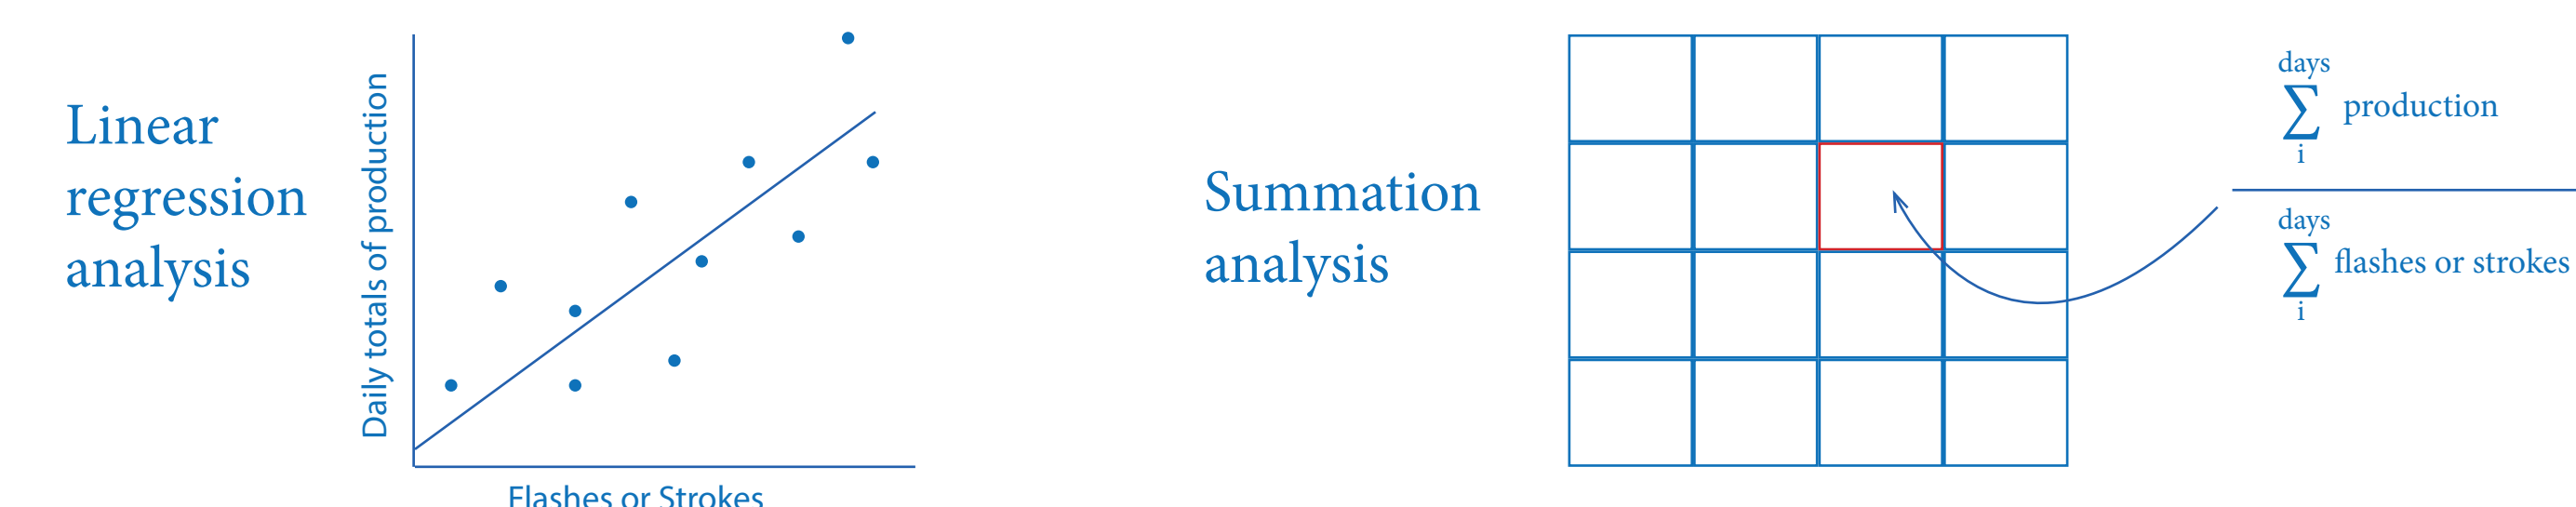 Linear
regression
analysis
Daily totals of production
Flashes or Strokes
Summation
analysis
days
∑ production
i
days
∑ flashes or strokes
i